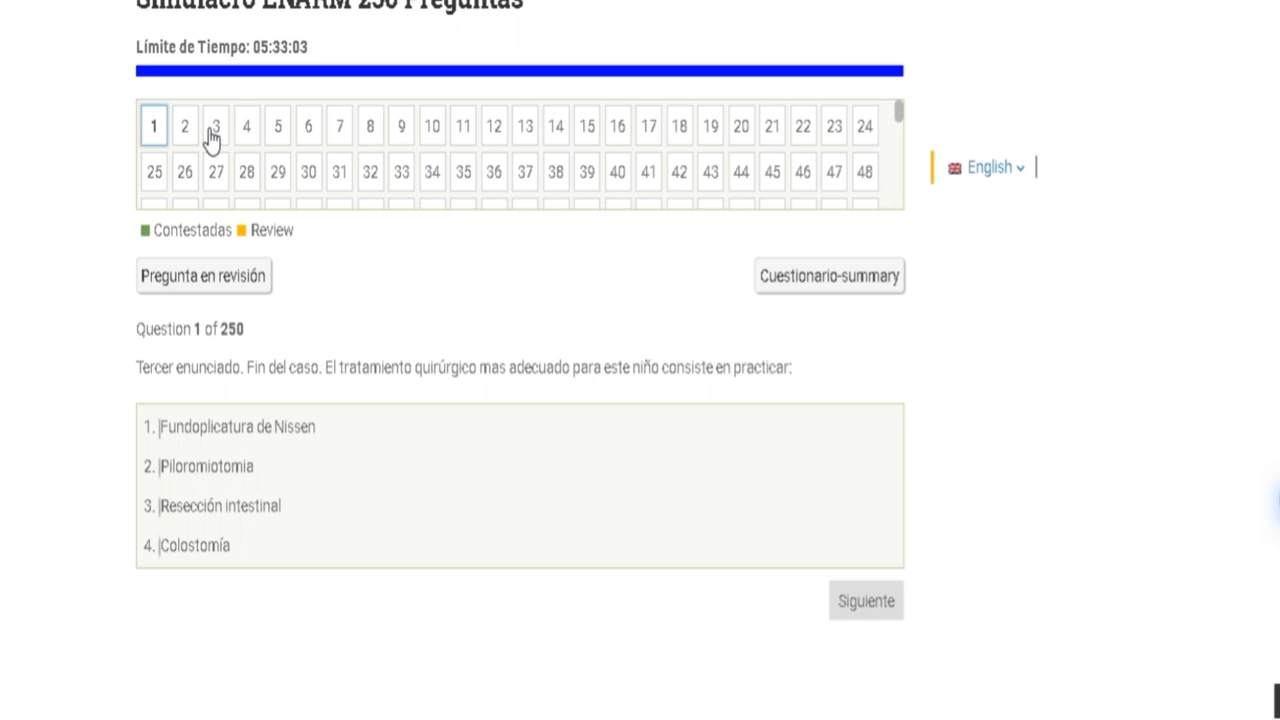 Simulacro ENARM 250 Preguntas
Límite de Tiempo: 05:33:03
1 2 3 4 5 6 7 8 9 10 11 12 13 14 15 16 17 18 19 20 21 22 23 24
25 26 27 28 29 30 31 32 33 34 35 36 37 38 39 40 41 42 43 44 45 46 47 48
English
Contestadas Review
Pregunta en revisión Cuestionario-summary
Question 1 of 250
Tercer enunciado. Fin del caso. El tratamiento quirúrgico mas adecuado para este niño consiste en practicar:
1. Fundoplicatura de Nissen
2. Piloromiotomia
3. Resección intestinal
4. Colostomía
Siguiente